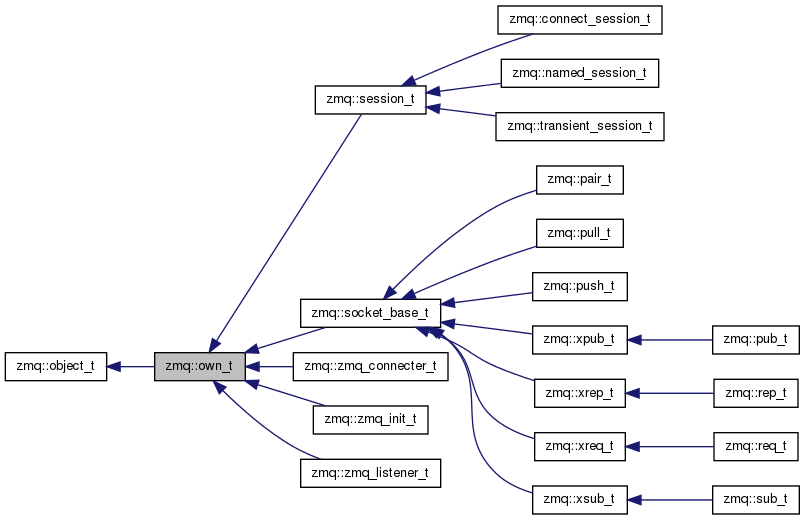 zmq::connect_session_t
zmq::named_session_t
zmq::session_t
zmq::transient_session_t
zmq::pair_t
zmq::pull_t
zmq::push_t
zmq::socket_base_t
zmq::xpub_t
zmq::pub_t
zmq::object_t
zmq::own_t
zmq::zmq_connecter_t
zmq::xrep_t
zmq::rep_t
zmq::zmq_init_t
zmq::xreq_t
zmq::req_t
zmq::zmq_listener_t
zmq::xsub_t
zmq::sub_t